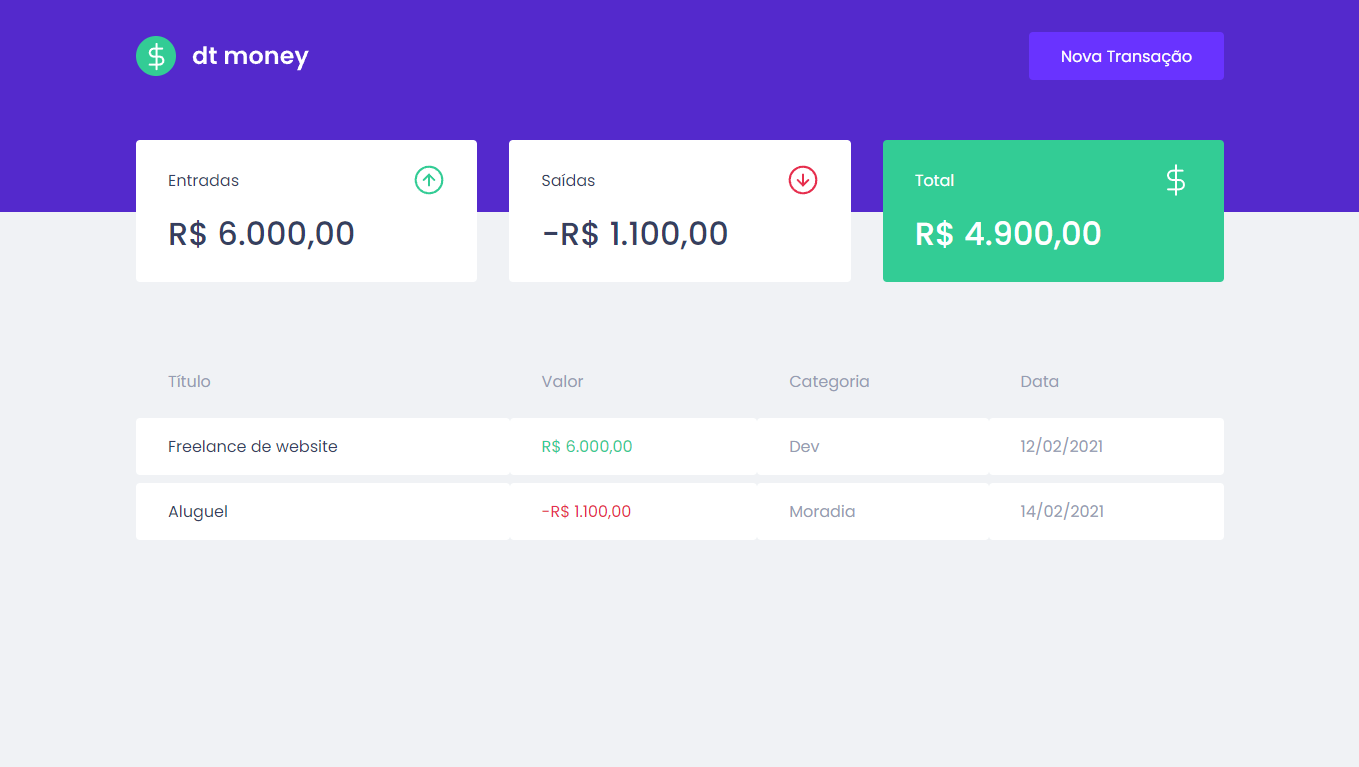 dt money
Nova Transação
Entradas
R$ 6.000,00
Saídas
-R$ 1.100,00
Total
R$ 4.900,00
Título Valor Categoria Data
Freelance de website R$ 6.000,00 Dev 12/02/2021
Aluguel -R$ 1.100,00 Moradia 14/02/2021